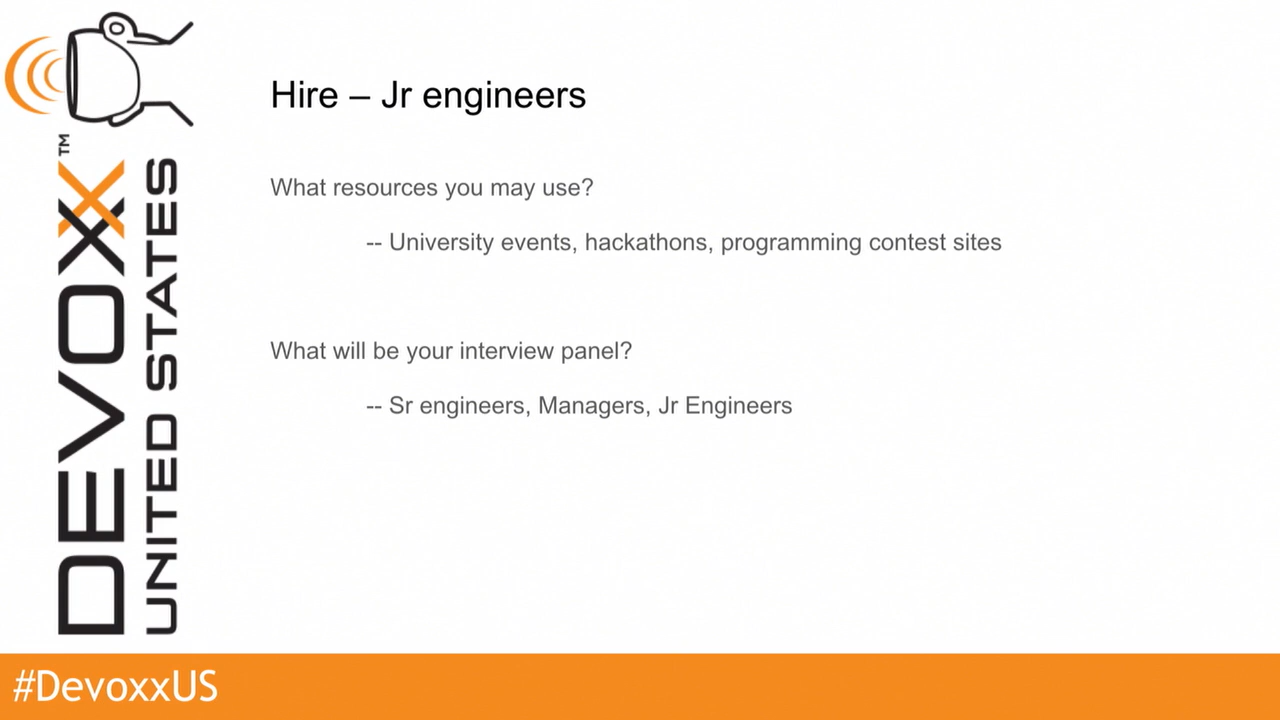 DEVOXX™
UNITED STATES
Hire – Jr engineers
What resources you may use?
-- University events, hackathons, programming contest sites
What will be your interview panel?
-- Sr engineers, Managers, Jr Engineers
#DevoxxUS